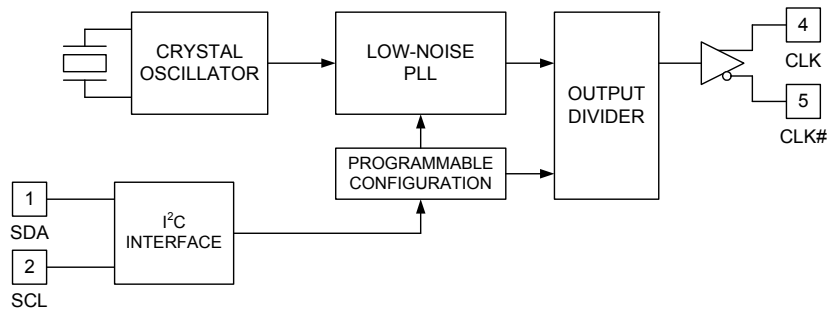 CRYSTAL
OSCILLATOR
LOW-NOISE
PLL
OUTPUT
DIVIDER
4
CLK
5
CLK#
PROGRAMMABLE
CONFIGURATION
1
SDA
2
SCL
I²C
INTERFACE